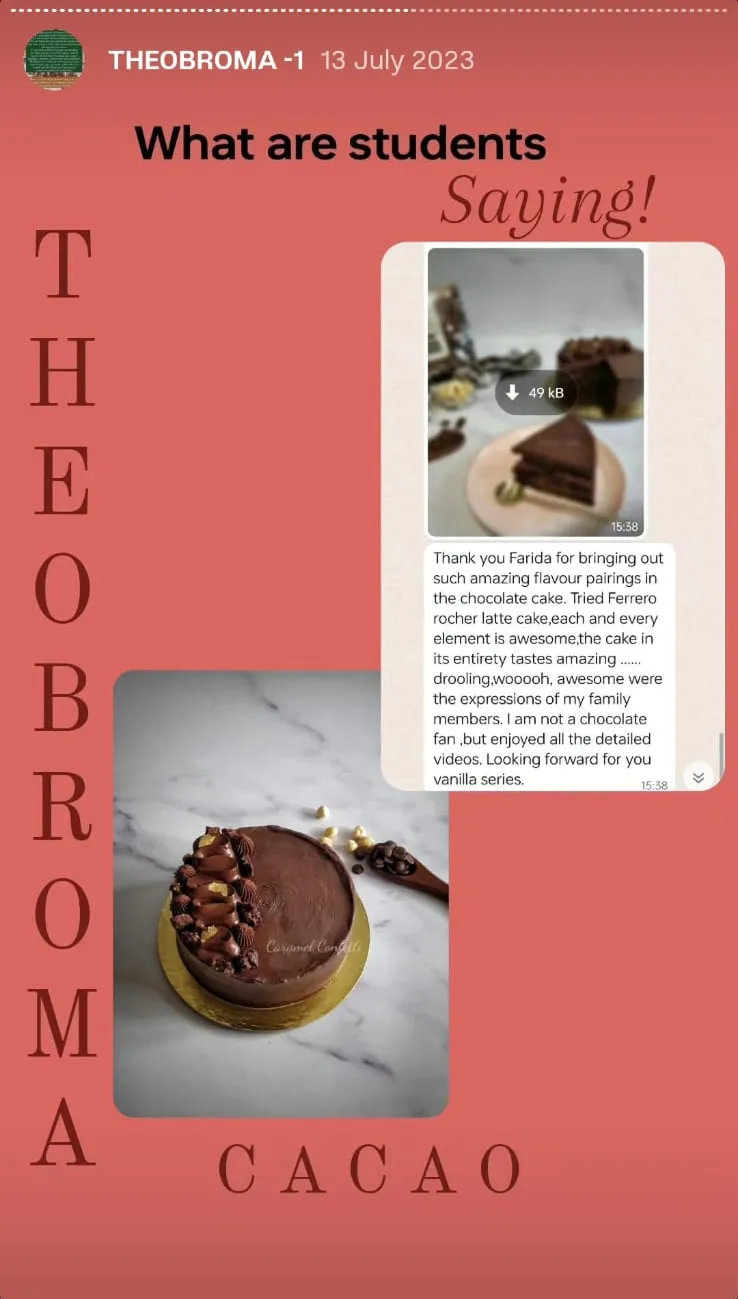 THEOBROMA -1 13 July 2023
What are students
Saying!
THEOBROMA
49 kB
15:38
Thank you Farida for bringing out
such amazing flavour pairings in
the chocolate cake. Tried Ferrero
rocher latte cake,each and every
element is awesome,the cake in
its entirety tastes amazing ......
drooling,wooooh, awesome were
the expressions of my family
members. I am not a chocolate
fan ,but enjoyed all the detailed
videos. Looking forward for you
vanilla series.
15:38
Caramel Confetti
CACAO